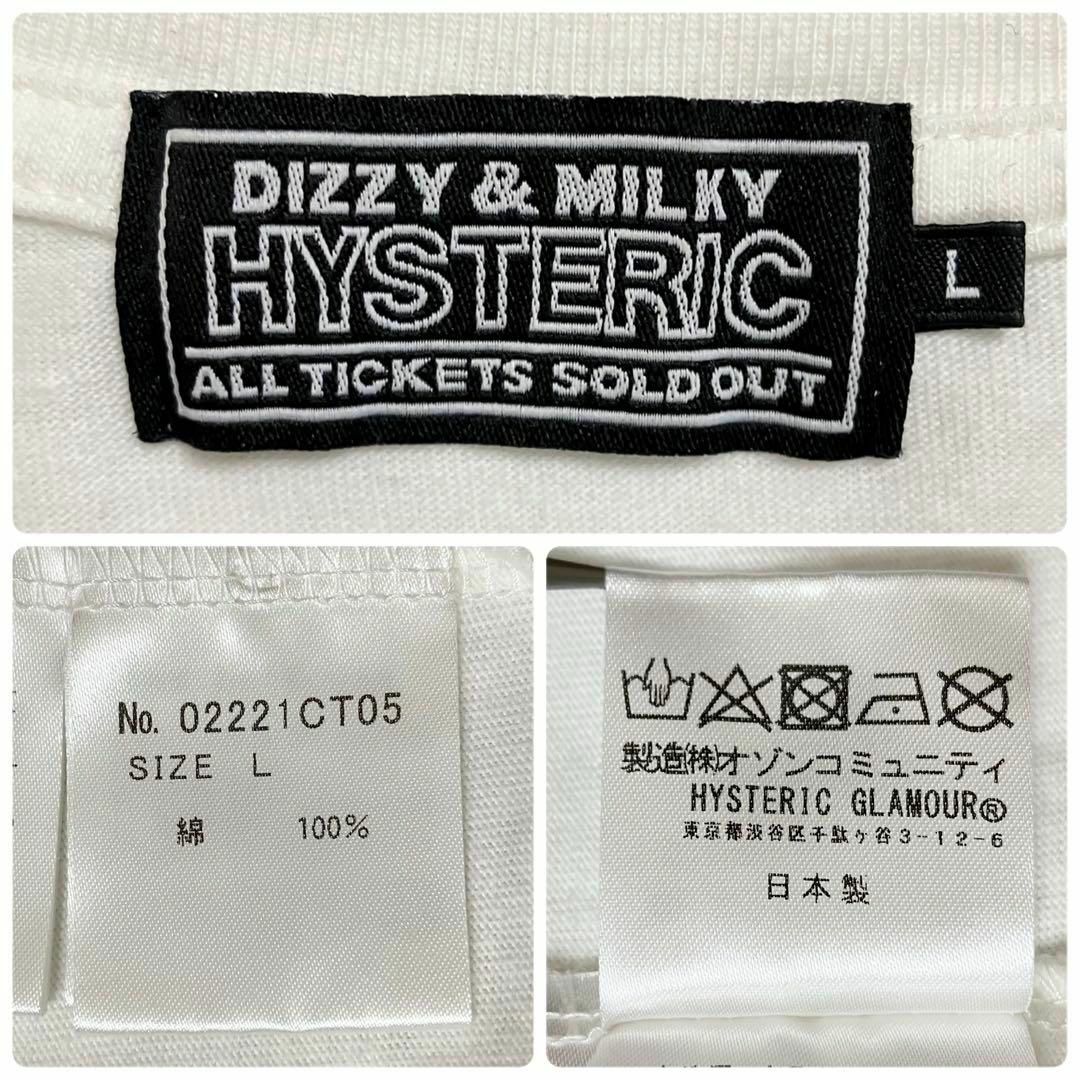 DIZZY & MILKY
HYSTERIC
ALL TICKETS SOLD OUT
L
No. 02221CT05
SIZE L
綿 100%
製造(株)オゾンコミュニティ
HYSTERIC GLAMOUR®
東京都渋谷区千駄ヶ谷3-12-6
日本製